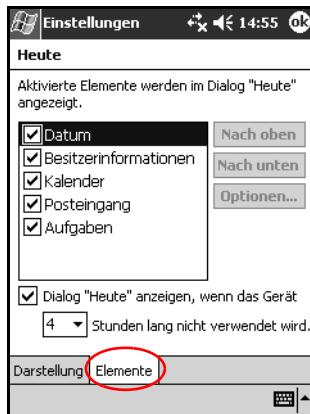 Einstellungen 14:55 ok
Heute
Aktivierte Elemente werden im Dialog "Heute"
angezeigt.
Datum
Besitzerinformationen
Kalender
Posteingang
Aufgaben
Nach oben
Nach unten
Optionen...
Dialog "Heute" anzeigen, wenn das Gerät
4 Stunden lang nicht verwendet wird.
Darstellung Elemente